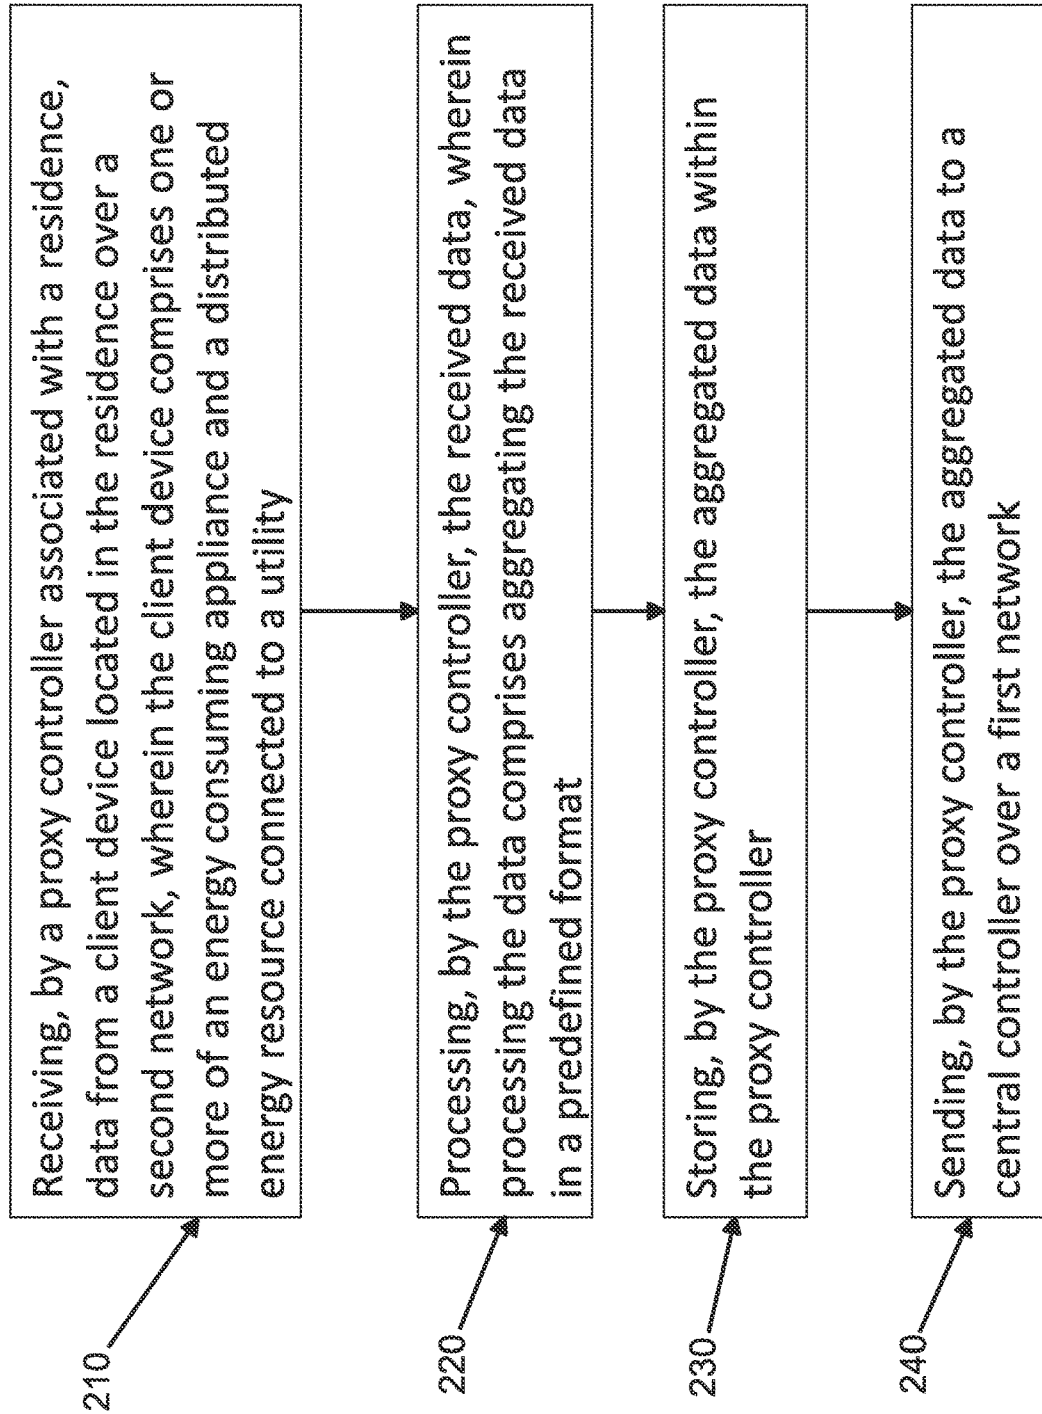 210
Receiving, by a proxy controller associated with a residence,
data from a client device located in the residence over a
second network, wherein the client device comprises one or
more of an energy consuming appliance and a distributed
energy resource connected to a utility
220
Processing, by the proxy controller, the received data, wherein
processing the data comprises aggregating the received data
in a predefined format
230
Storing, by the proxy controller, the aggregated data within
the proxy controller
240
Sending, by the proxy controller, the aggregated data to a
central controller over a first network